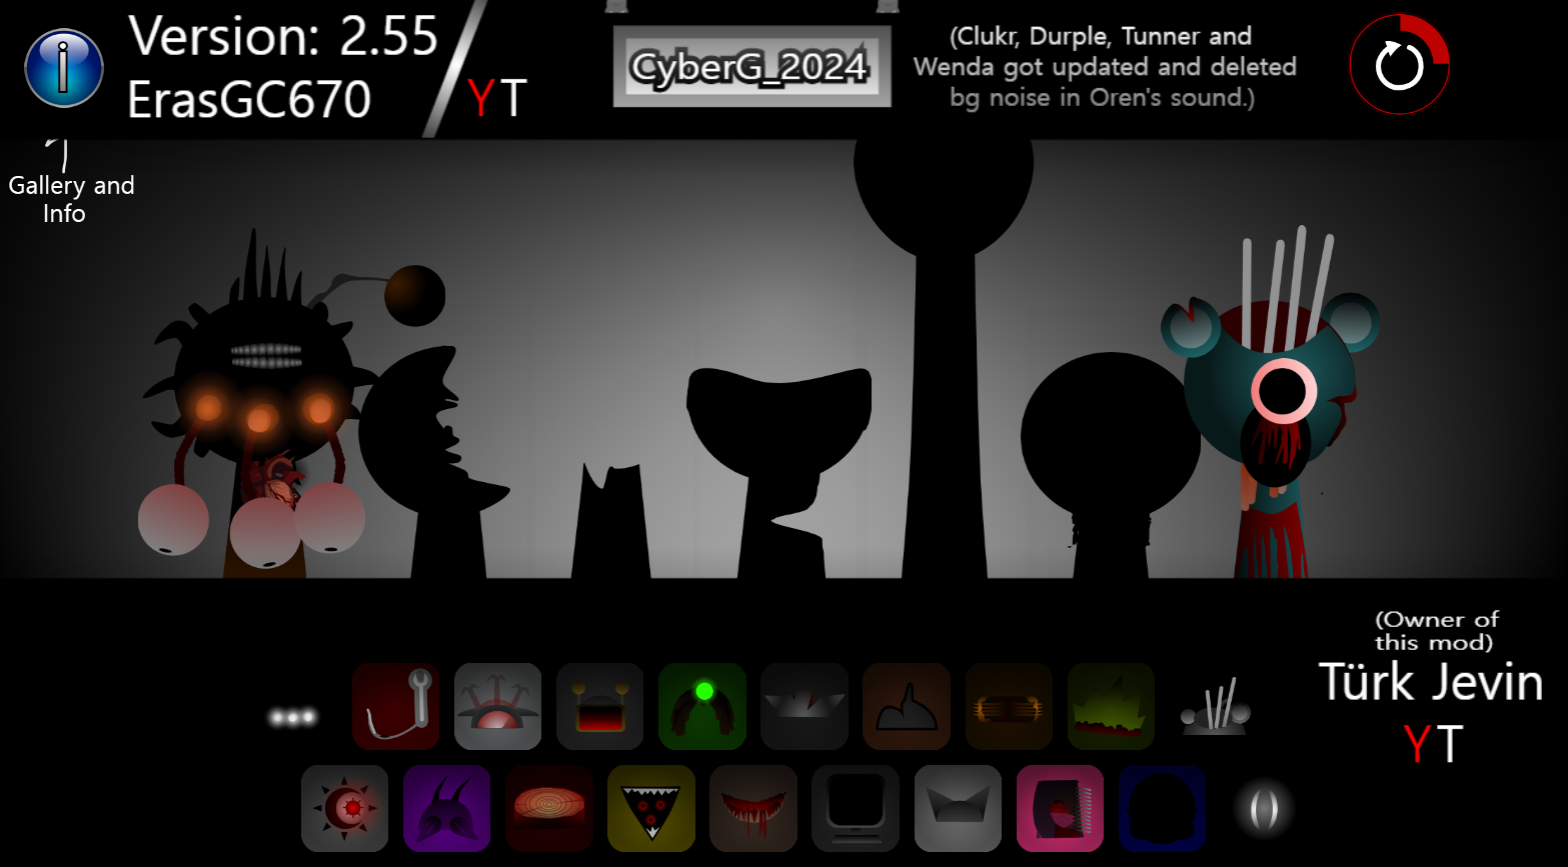 Version: 2.55
ErasGC670
YT
CyberG_2024
(Clukr, Durple, Tunner and
Wenda got updated and deleted
bg noise in Oren's sound.)
Gallery and
Info
(Owner of
this mod)
Türk Jevin
YT